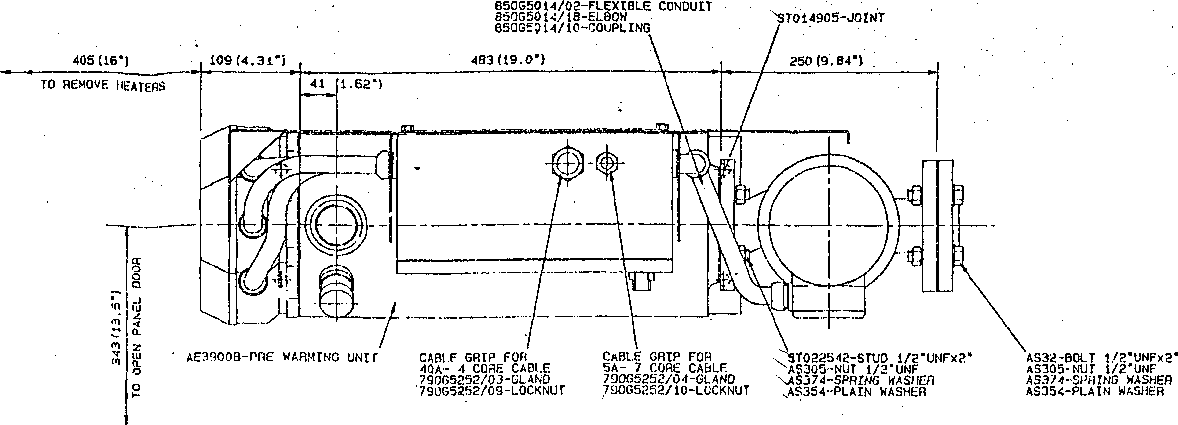 850G5014/02-FLEXIBLE CONDUIT
850G5014/18-ELBOW
850G5014/10-COUPLING
ST014905-JOINT
405 (16")
109 (4.31")
483 (19.0")
250 (9.84")
TO REMOVE HEATERS
41 (1.62")
343 (13.5")
TO OPEN PANEL DOOR
AE3900B-PRE WARMING UNIT
CABLE GRIP FOR
40A- 4 CORE CABLE
790G5252/03-GLAND
790G5252/09-LOCKNUT
CABLE GRIP FOR
5A- 7 CORE CABLE
790G5252/04-GLAND
790G5252/10-LOCKNUT
ST022542-STUD 1/2"UNFx2"
AS305-NUT 1/2"UNF
AS374-SPRING WASHER
AS354-PLAIN WASHER
AS32-BOLT 1/2"UNFx2"
AS305-NUT 1/2"UNF
AS374-SPRING WASHER
AS354-PLAIN WASHER